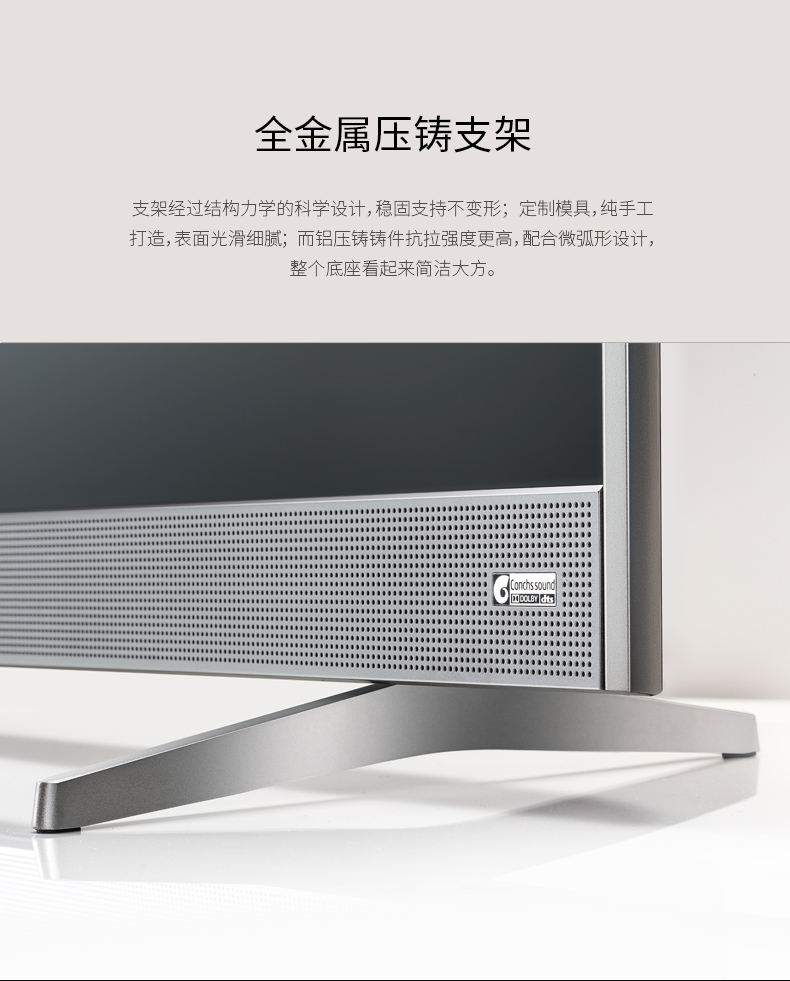 全金属压铸支架
支架经过结构力学的科学设计,稳固支持不变形；定制模具,纯手工
打造,表面光滑细腻；而铝压铸铸件抗拉强度更高,配合微弧形设计,
整个底座看起来简洁大方。
Conchs sound
DOLBY dts